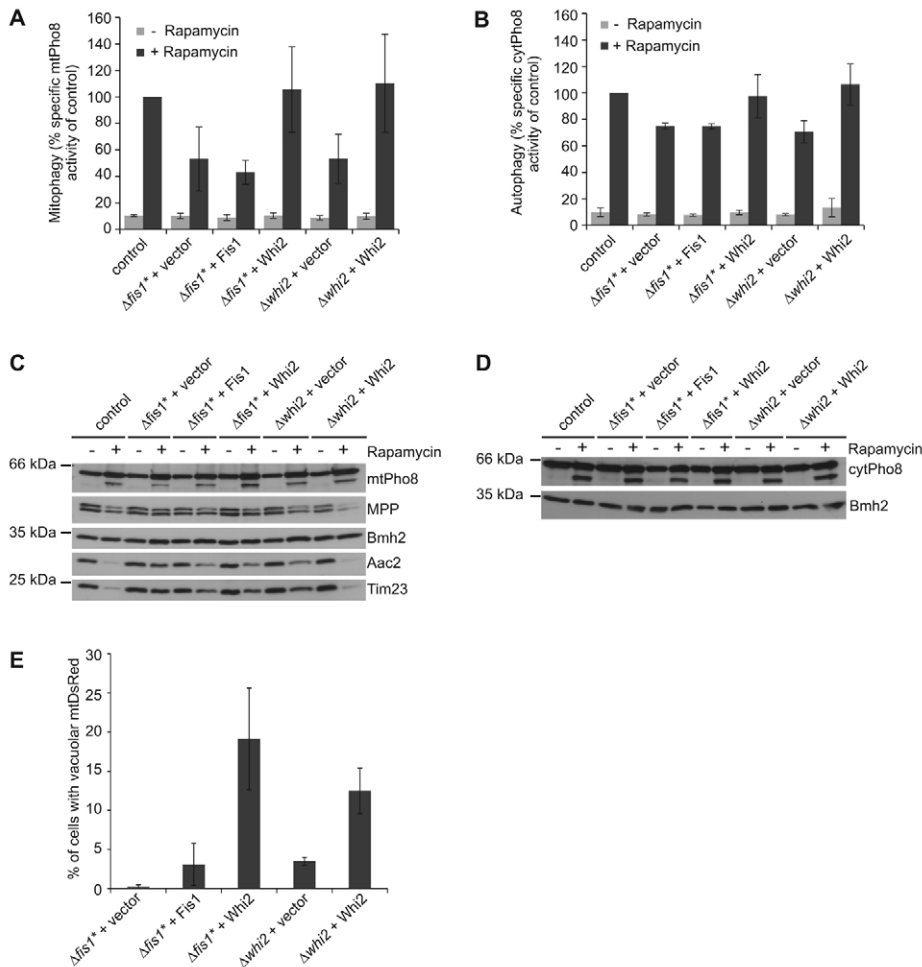 A
Mitophagy (% specific mtPho8
activity of control)
160
140
120
100
80
60
40
20
0
- Rapamycin
+ Rapamycin
control
Δfis1* + vector
Δfis1* + Fis1
Δfis1* + Whi2
Δwhi2 + vector
Δwhi2 + Whi2
B
Autophagy (% specific cytPho8
activity of control)
160
140
120
100
80
60
40
20
0
- Rapamycin
+ Rapamycin
control
Δfis1* + vector
Δfis1* + Fis1
Δfis1* + Whi2
Δwhi2 + vector
Δwhi2 + Whi2
C
control
Δfis1* + vector
Δfis1* + Fis1
Δfis1* + Whi2
Δwhi2 + vector
Δwhi2 + Whi2
- + - + - + - + - + - + Rapamycin
66 kDa
mtPho8
MPP
35 kDa
Bmh2
Aac2
25 kDa
Tim23
D
control
Δfis1* + vector
Δfis1* + Fis1
Δfis1* + Whi2
Δwhi2 + vector
Δwhi2 + Whi2
- + - + - + - + - + - + Rapamycin
66 kDa
cytPho8
35 kDa
Bmh2
E
% of cells with vacuolar mtDsRed
30
25
20
15
10
5
0
Δfis1* + vector
Δfis1* + Fis1
Δfis1* + Whi2
Δwhi2 + vector
Δwhi2 + Whi2